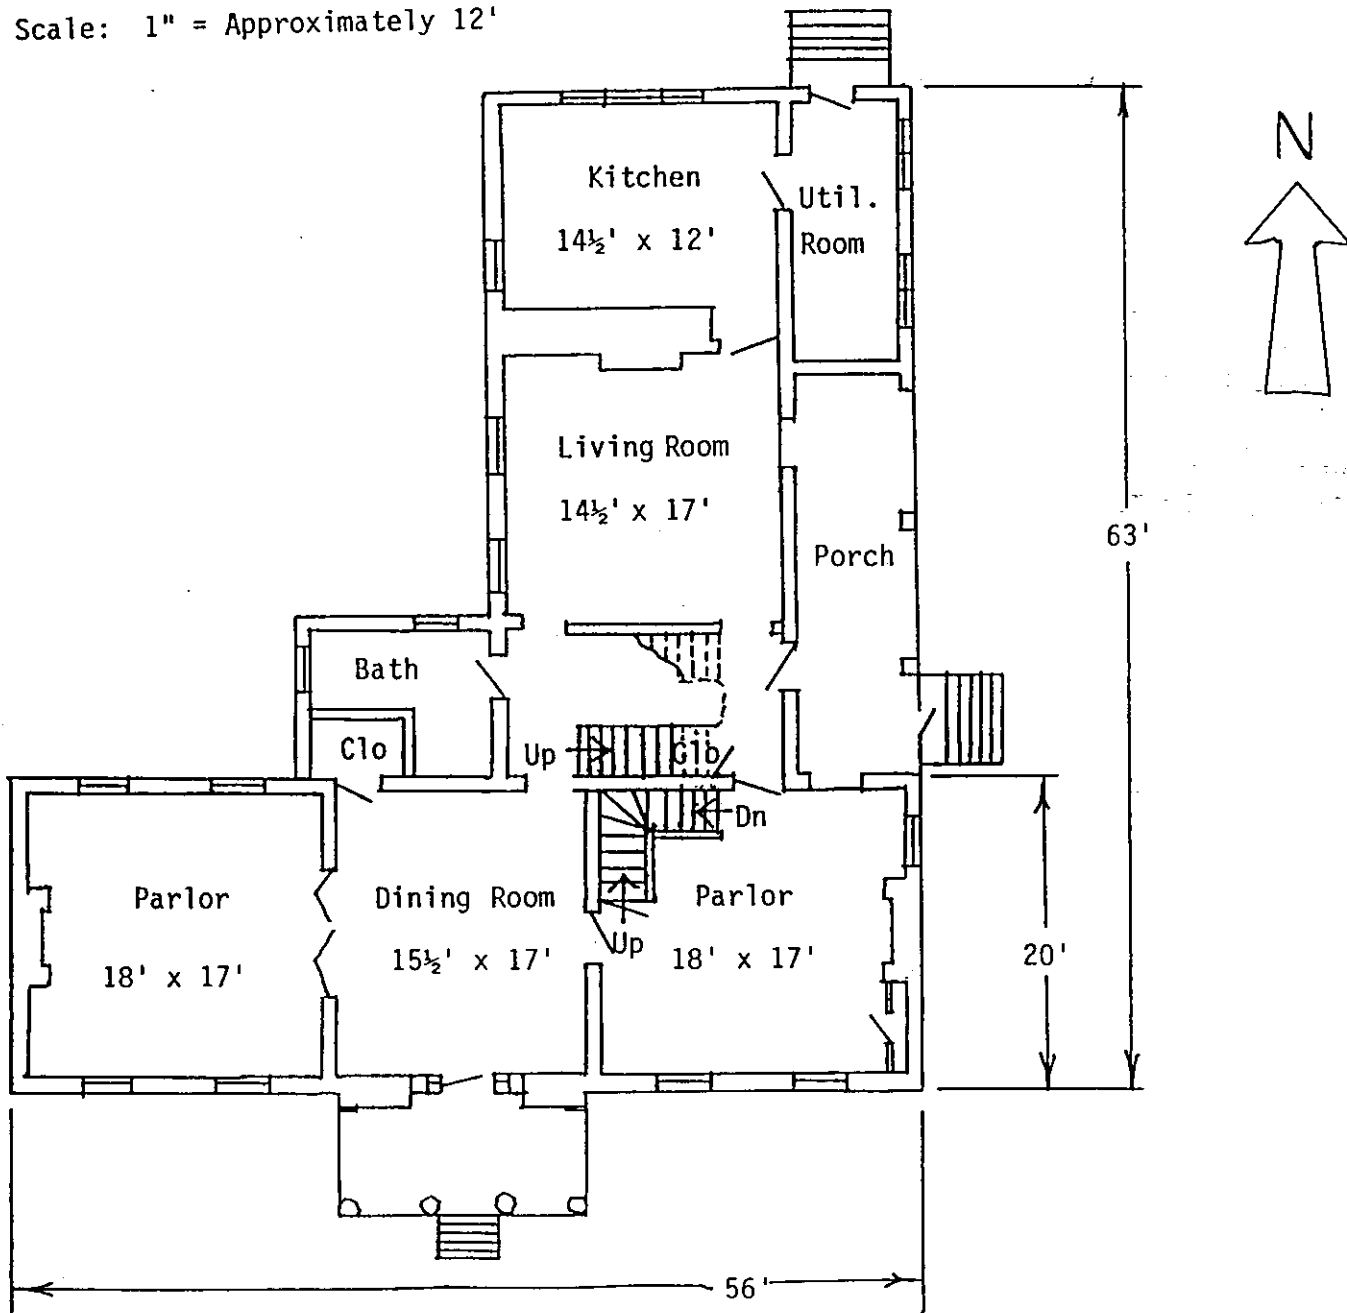 Scale: 1" = Approximately 12'
N
Kitchen
14½' x 12'
Util.
Room
Living Room
14½' x 17'
Porch
63'
Bath
Clo
Up
Clo
Dn
Parlor
18' x 17'
Dining Room
15½' x 17'
Up
Parlor
18' x 17'
20'
56'